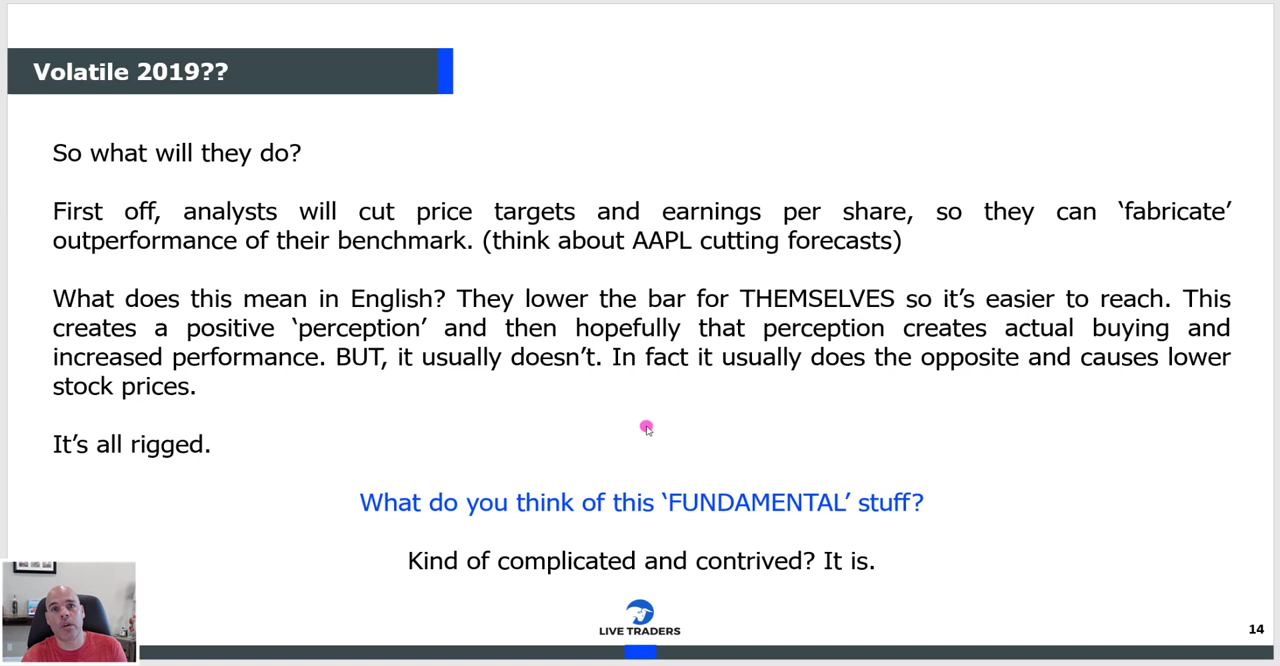 Volatile 2019??
So what will they do?
First off, analysts will cut price targets and earnings per share, so they can ‘fabricate’
outperformance of their benchmark. (think about AAPL cutting forecasts)
What does this mean in English? They lower the bar for THEMSELVES so it’s easier to reach. This
creates a positive ‘perception’ and then hopefully that perception creates actual buying and
increased performance. BUT, it usually doesn’t. In fact it usually does the opposite and causes lower
stock prices.
It’s all rigged.
What do you think of this ‘FUNDAMENTAL’ stuff?
Kind of complicated and contrived? It is.
LIVE TRADERS
14